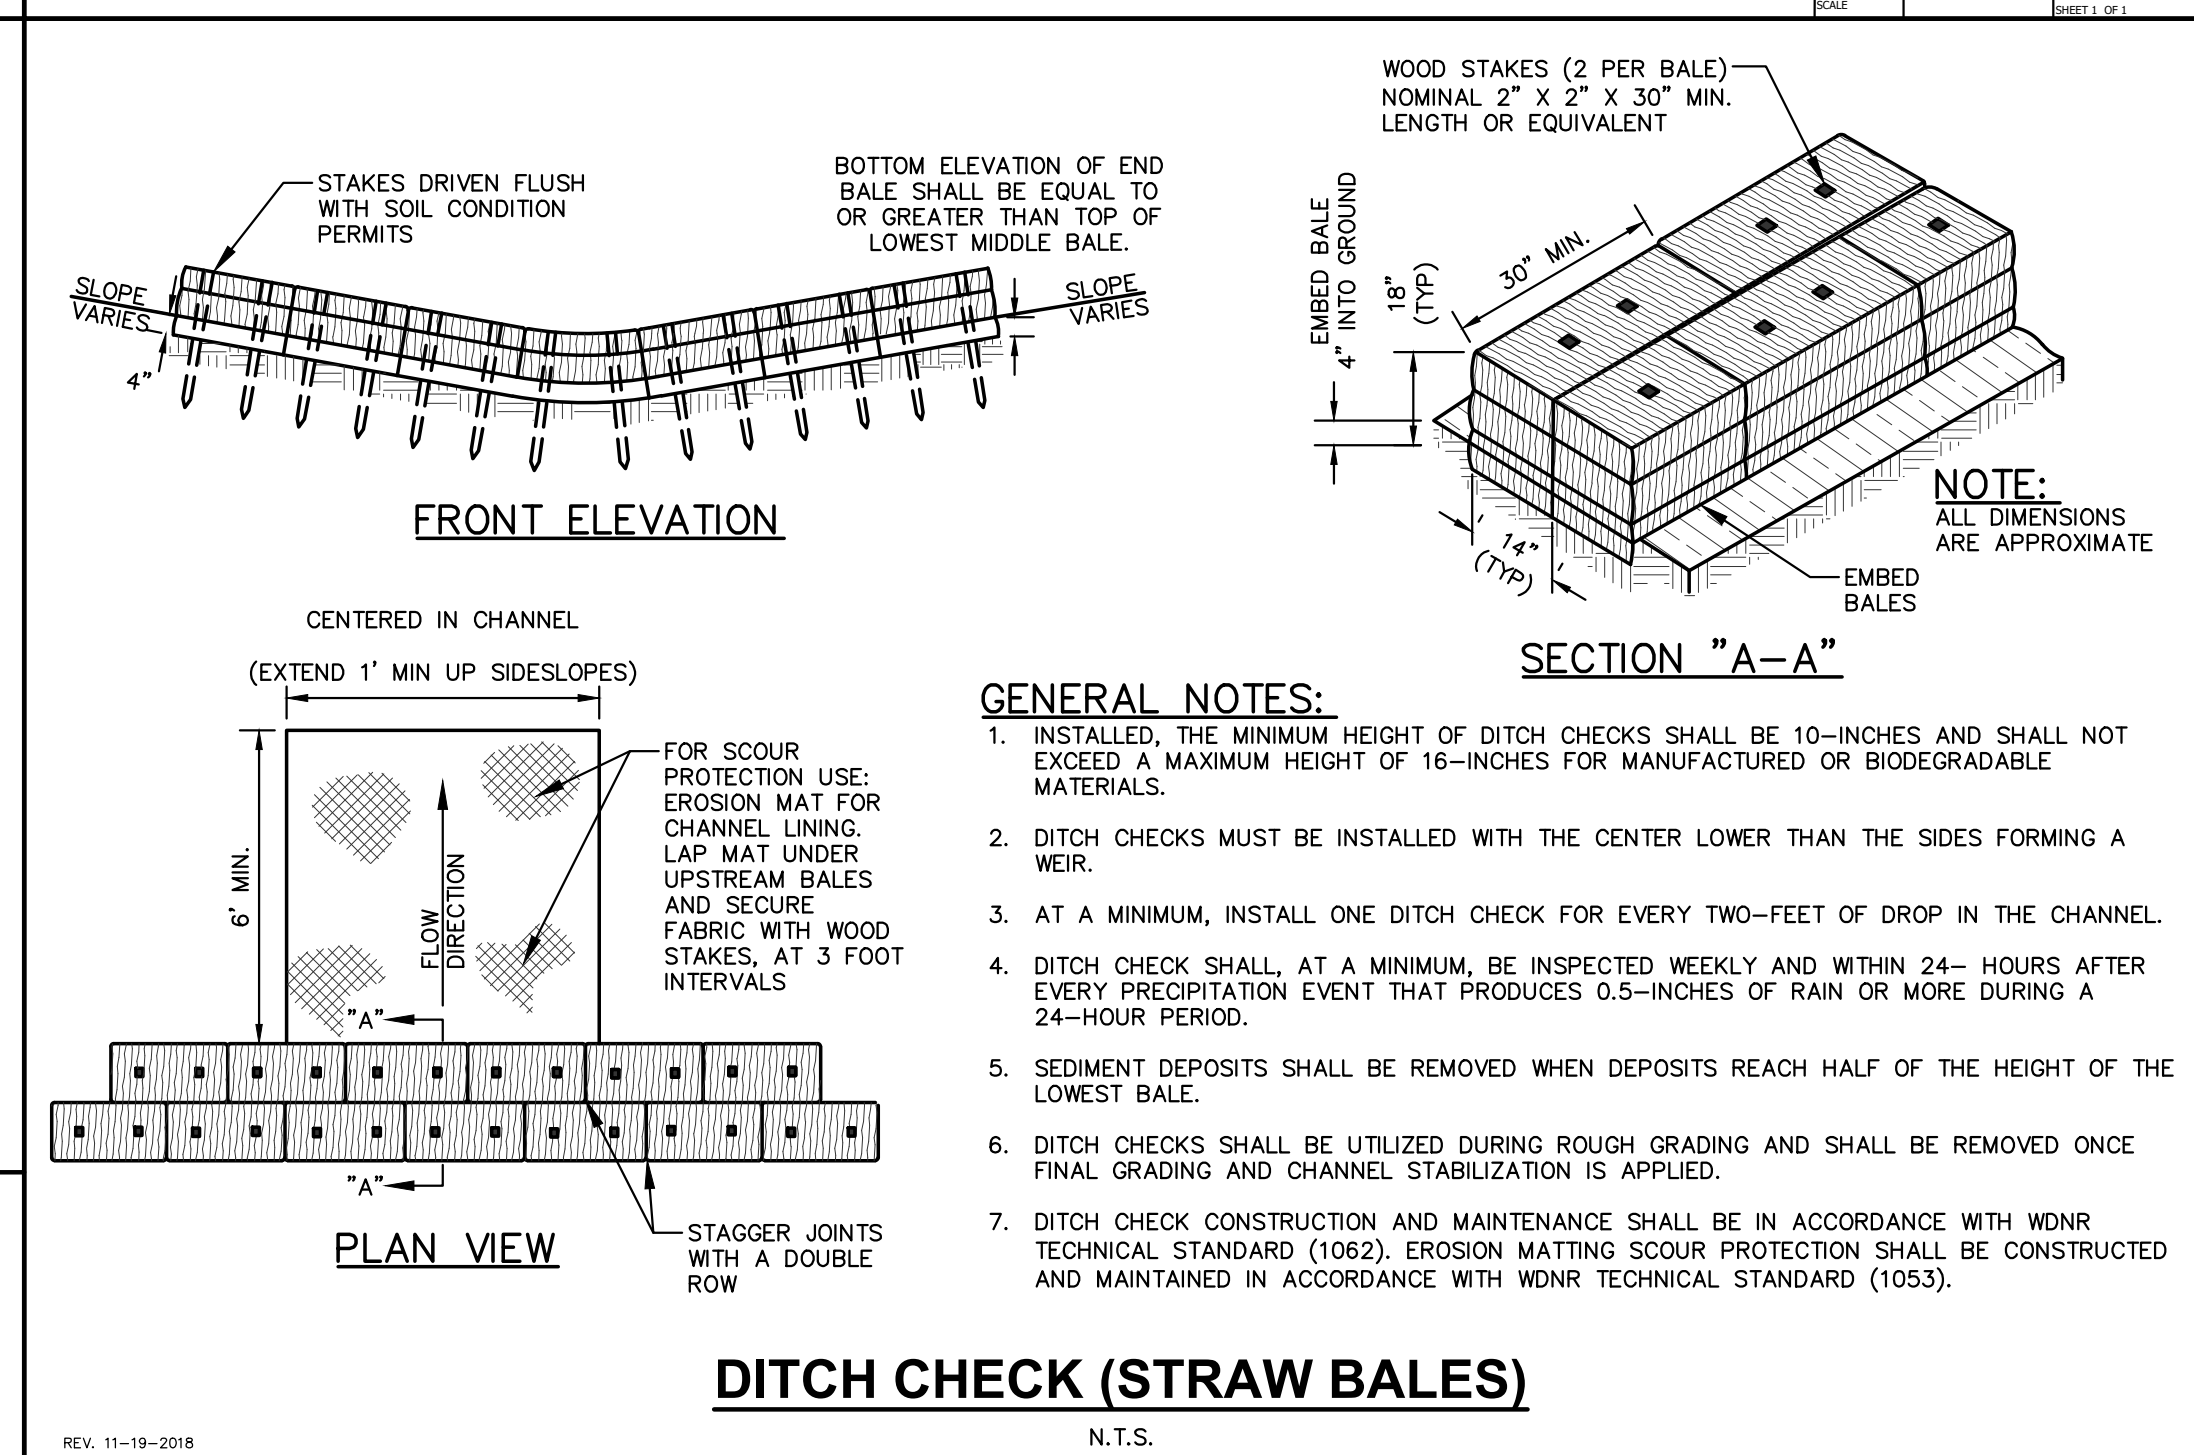 SCALE
SHEET 1 OF 1
STAKES DRIVEN FLUSH
WITH SOIL CONDITION
PERMITS
BOTTOM ELEVATION OF END
BALE SHALL BE EQUAL TO
OR GREATER THAN TOP OF
LOWEST MIDDLE BALE.
SLOPE
VARIES
4”
SLOPE
VARIES
FRONT ELEVATION
WOOD STAKES (2 PER BALE)
NOMINAL 2” X 2” X 30” MIN.
LENGTH OR EQUIVALENT
EMBED BALE
4” INTO GROUND
18”
(TYP)
30” MIN.
14”
(TYP)
NOTE:
ALL DIMENSIONS
ARE APPROXIMATE
EMBED
BALES
SECTION ”A–A”
CENTERED IN CHANNEL
(EXTEND 1’ MIN UP SIDESLOPES)
6’ MIN.
FLOW
DIRECTION
FOR SCOUR
PROTECTION USE:
EROSION MAT FOR
CHANNEL LINING.
LAP MAT UNDER
UPSTREAM BALES
AND SECURE
FABRIC WITH WOOD
STAKES, AT 3 FOOT
INTERVALS
”A”
”A”
STAGGER JOINTS
WITH A DOUBLE
ROW
PLAN VIEW
GENERAL NOTES:
1. INSTALLED, THE MINIMUM HEIGHT OF DITCH CHECKS SHALL BE 10–INCHES AND SHALL NOT
EXCEED A MAXIMUM HEIGHT OF 16–INCHES FOR MANUFACTURED OR BIODEGRADABLE
MATERIALS.
2. DITCH CHECKS MUST BE INSTALLED WITH THE CENTER LOWER THAN THE SIDES FORMING A
WEIR.
3. AT A MINIMUM, INSTALL ONE DITCH CHECK FOR EVERY TWO–FEET OF DROP IN THE CHANNEL.
4. DITCH CHECK SHALL, AT A MINIMUM, BE INSPECTED WEEKLY AND WITHIN 24– HOURS AFTER
EVERY PRECIPITATION EVENT THAT PRODUCES 0.5–INCHES OF RAIN OR MORE DURING A
24–HOUR PERIOD.
5. SEDIMENT DEPOSITS SHALL BE REMOVED WHEN DEPOSITS REACH HALF OF THE HEIGHT OF THE
LOWEST BALE.
6. DITCH CHECKS SHALL BE UTILIZED DURING ROUGH GRADING AND SHALL BE REMOVED ONCE
FINAL GRADING AND CHANNEL STABILIZATION IS APPLIED.
7. DITCH CHECK CONSTRUCTION AND MAINTENANCE SHALL BE IN ACCORDANCE WITH WDNR
TECHNICAL STANDARD (1062). EROSION MATTING SCOUR PROTECTION SHALL BE CONSTRUCTED
AND MAINTAINED IN ACCORDANCE WITH WDNR TECHNICAL STANDARD (1053).
DITCH CHECK (STRAW BALES)
N.T.S.
REV. 11–19–2018